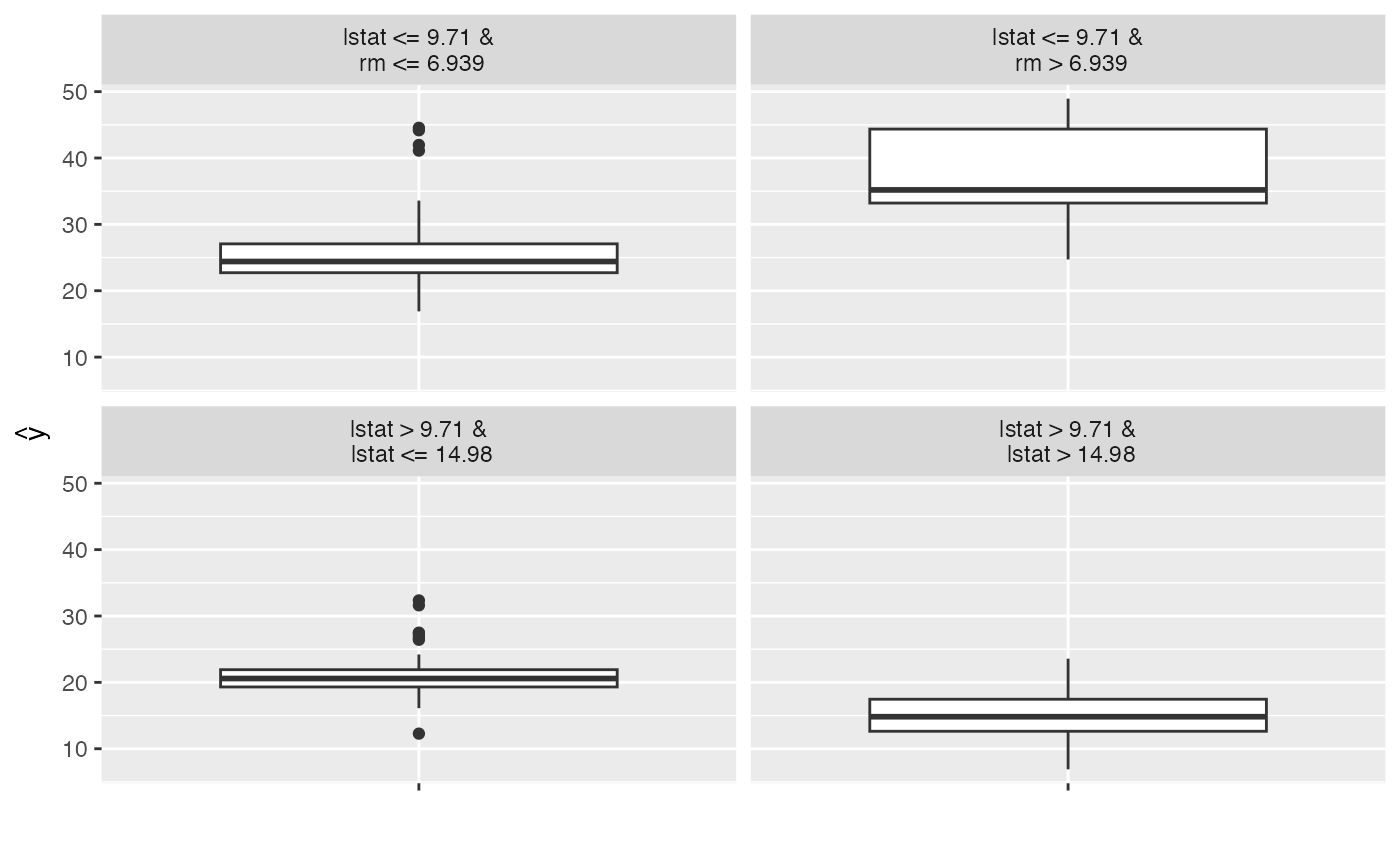 lstat <= 9.71 &
rm <= 6.939
lstat <= 9.71 &
rm > 6.939
50
40
30
20
10
ŷ
lstat > 9.71 &
lstat <= 14.98
lstat > 9.71 &
lstat > 14.98
50
40
30
20
10